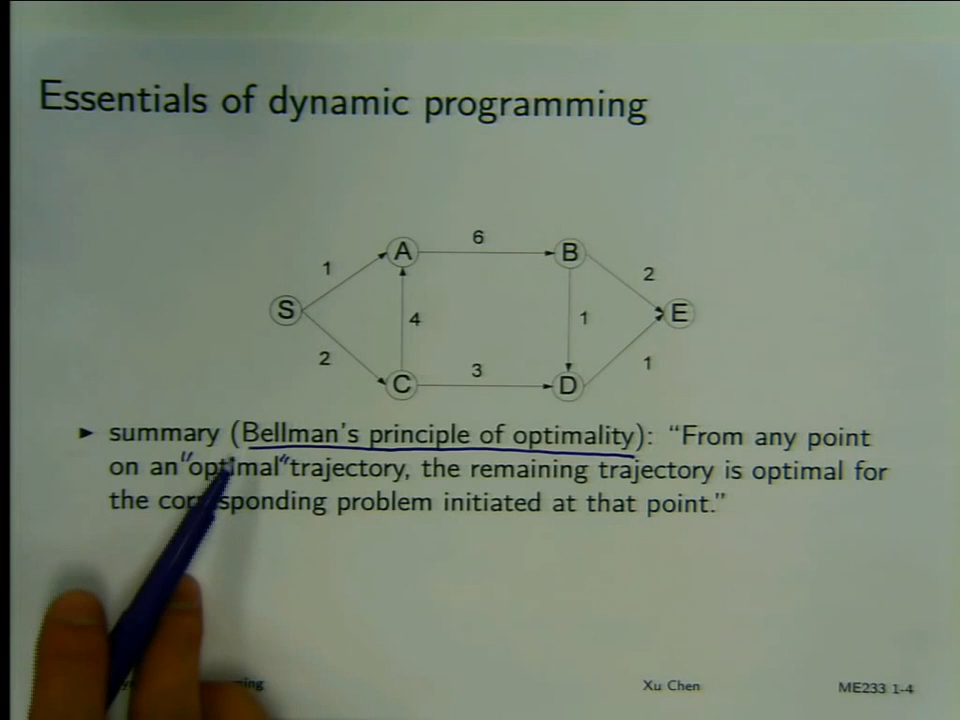 Essentials of dynamic programming
6
A
B
1
2
S
4
1
E
2
3
1
C
D
► summary (Bellman's principle of optimality): “From any point
on an "optimal" trajectory, the remaining trajectory is optimal for
the corresponding problem initiated at that point.”
Xu Chen
ME233 1-4